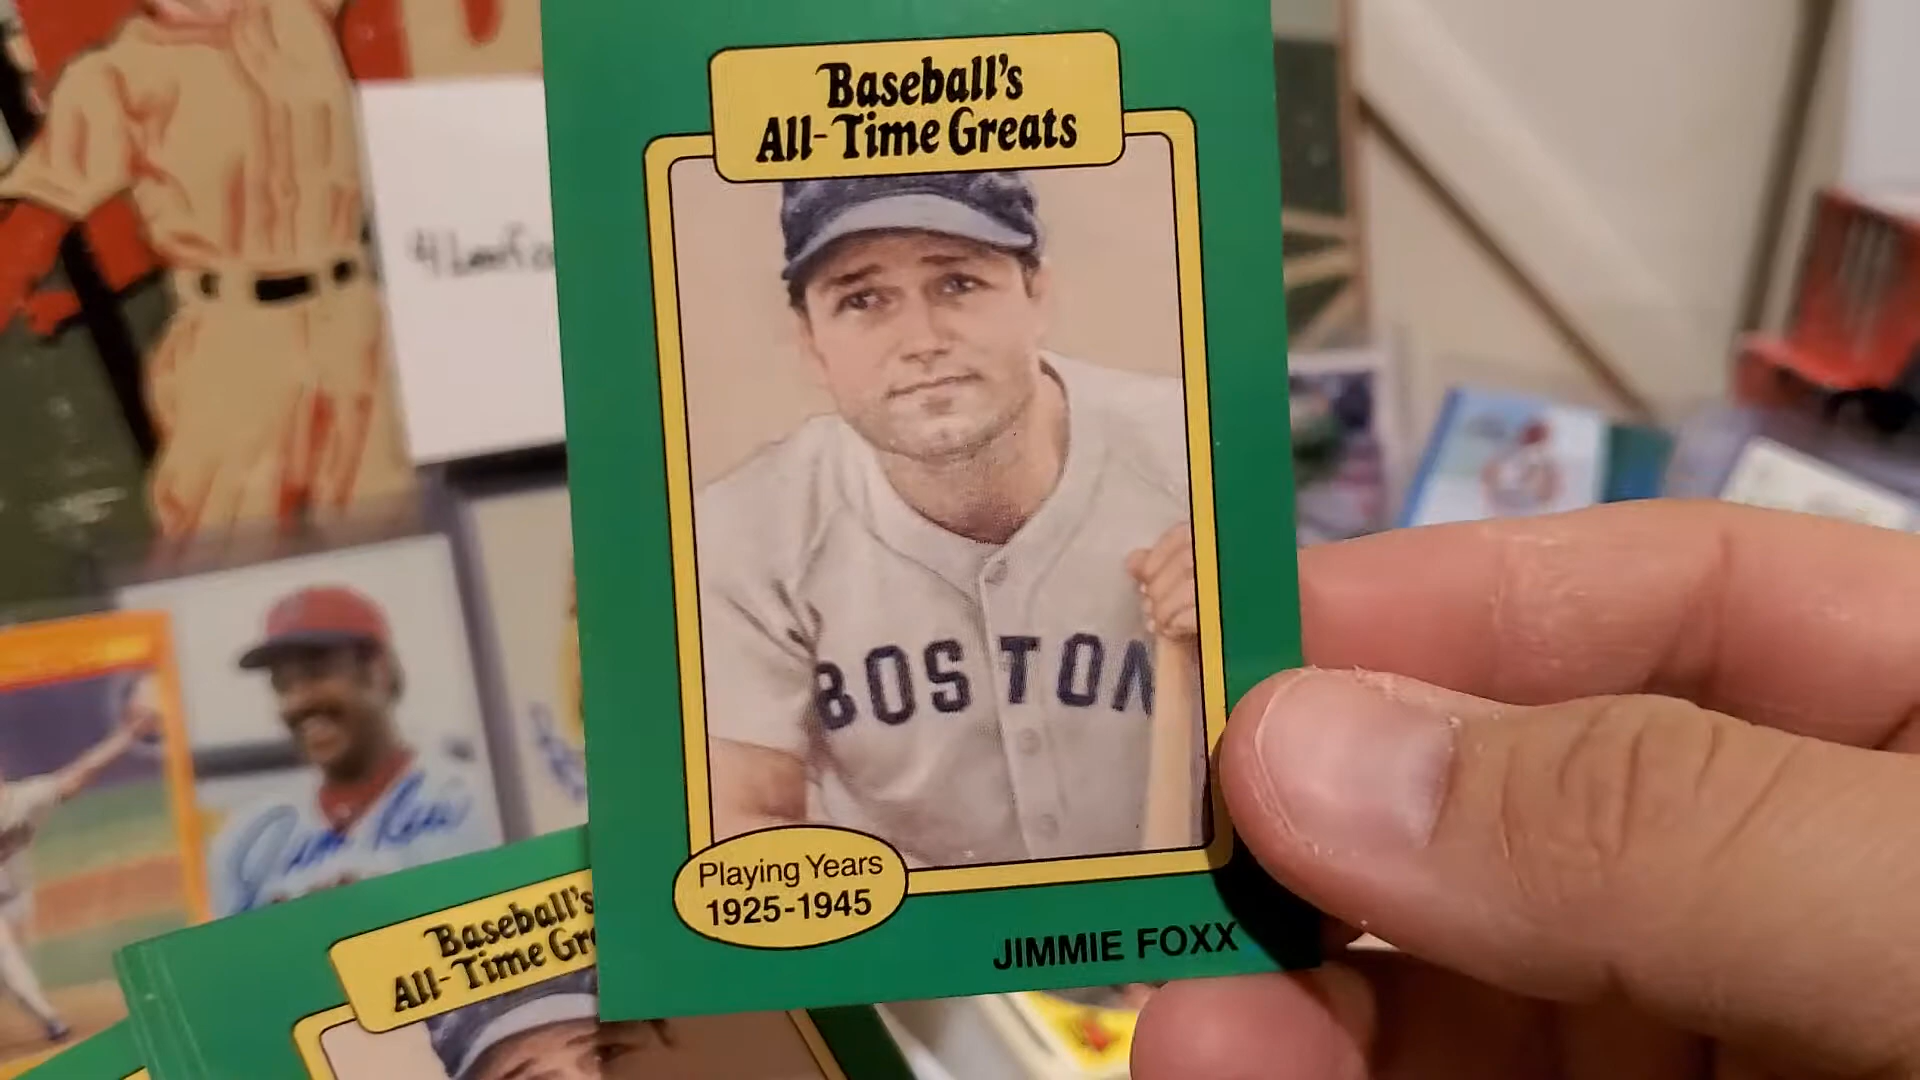 Baseball's
All-Time Greats
BOSTON
Playing Years
1925-1945
JIMMIE FOXX
Baseball's
All-Time Gre